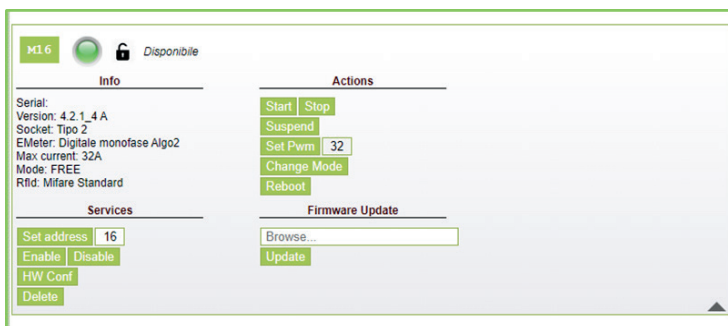 M16 Disponibile
Info
Serial:
Version: 4.2.1_4 A
Socket: Tipo 2
EMeter: Digitale monofase Algo2
Max current: 32A
Mode: FREE
RfId: Mifare Standard
Actions
Start Stop
Suspend
Set Pwm 32
Change Mode
Reboot
Services
Set address 16
Enable Disable
HW Conf
Delete
Firmware Update
Browse...
Update